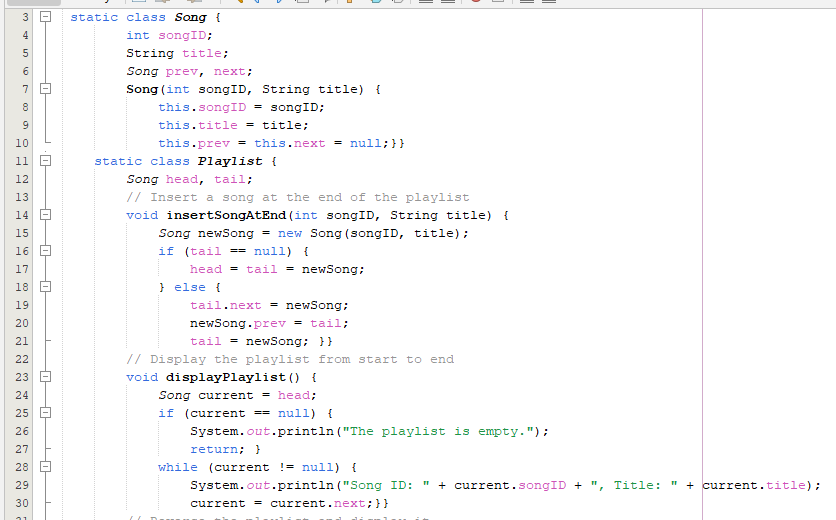 3 static class Song {
4 int songID;
5 String title;
6 Song prev, next;
7 Song(int songID, String title) {
8 this.songID = songID;
9 this.title = title;
10 this.prev = this.next = null;}}
11 static class Playlist {
12 Song head, tail;
13 // Insert a song at the end of the playlist
14 void insertSongAtEnd(int songID, String title) {
15 Song newSong = new Song(songID, title);
16 if (tail == null) {
17 head = tail = newSong;
18 } else {
19 tail.next = newSong;
20 newSong.prev = tail;
21 tail = newSong; }}
22 // Display the playlist from start to end
23 void displayPlaylist() {
24 Song current = head;
25 if (current == null) {
26 System.out.println("The playlist is empty.");
27 return; }
28 while (current != null) {
29 System.out.println("Song ID: " + current.songID + ", Title: " + current.title);
30 current = current.next;}}
31 // Reverse the playlist and display it